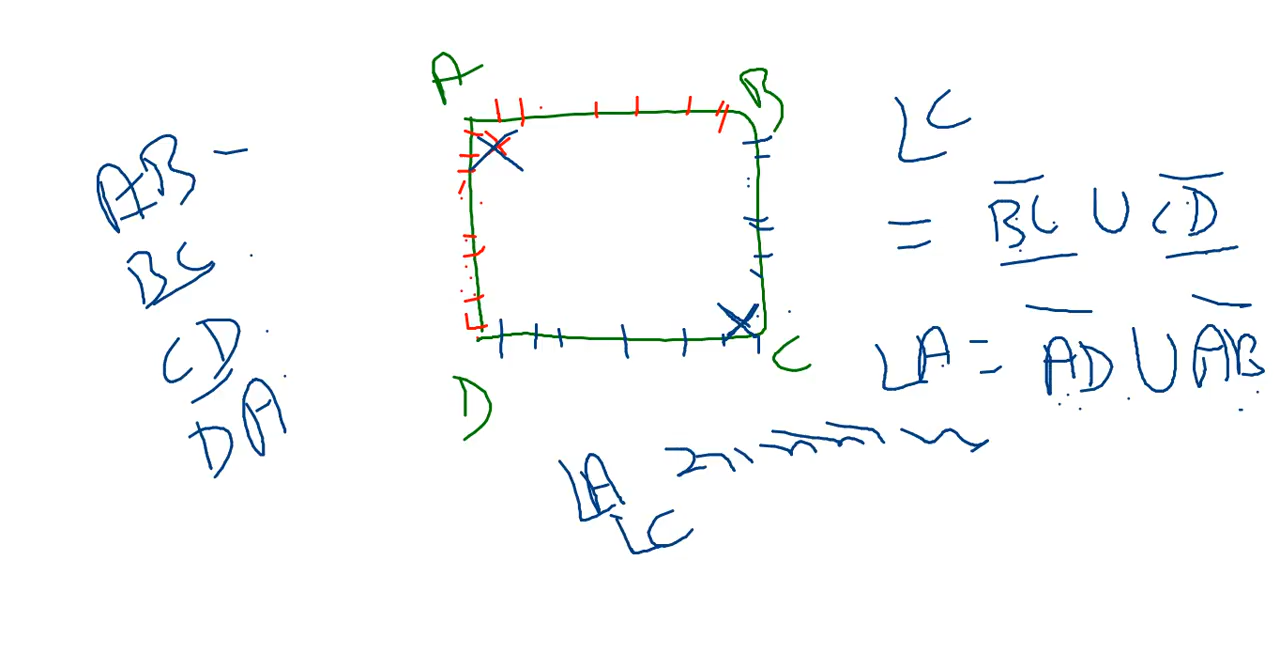 A
B
AB -
BC
CD
DA
D
C
∠C
= BC ∪ CD
∠A = AD ∪ AB
∠A
∠C